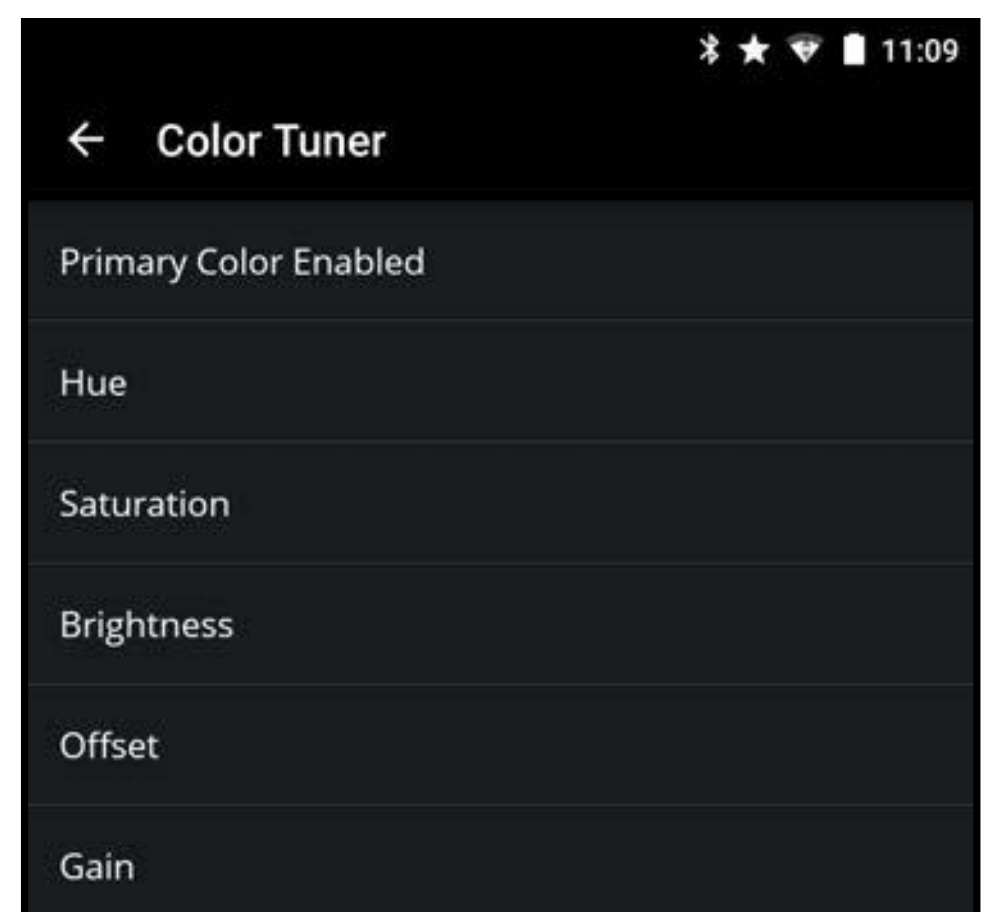 11:09
Color Tuner
Primary Color Enabled
Hue
Saturation
Brightness
Offset
Gain